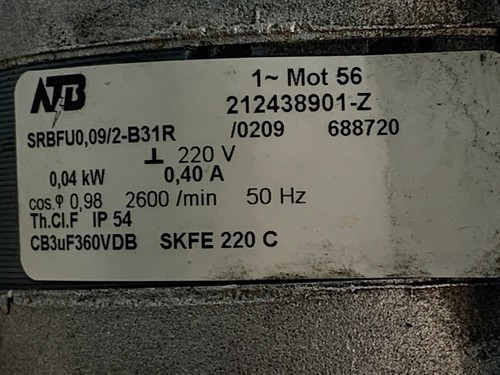 ATB
1~ Mot 56
212438901-Z
SRBFU0,09/2-B31R /0209 688720
⊥ 220 V
0,04 kW 0,40 A
cos.φ 0,98 2600 /min 50 Hz
Th.Cl.F IP 54
CB3uF360VDB SKFE 220 C